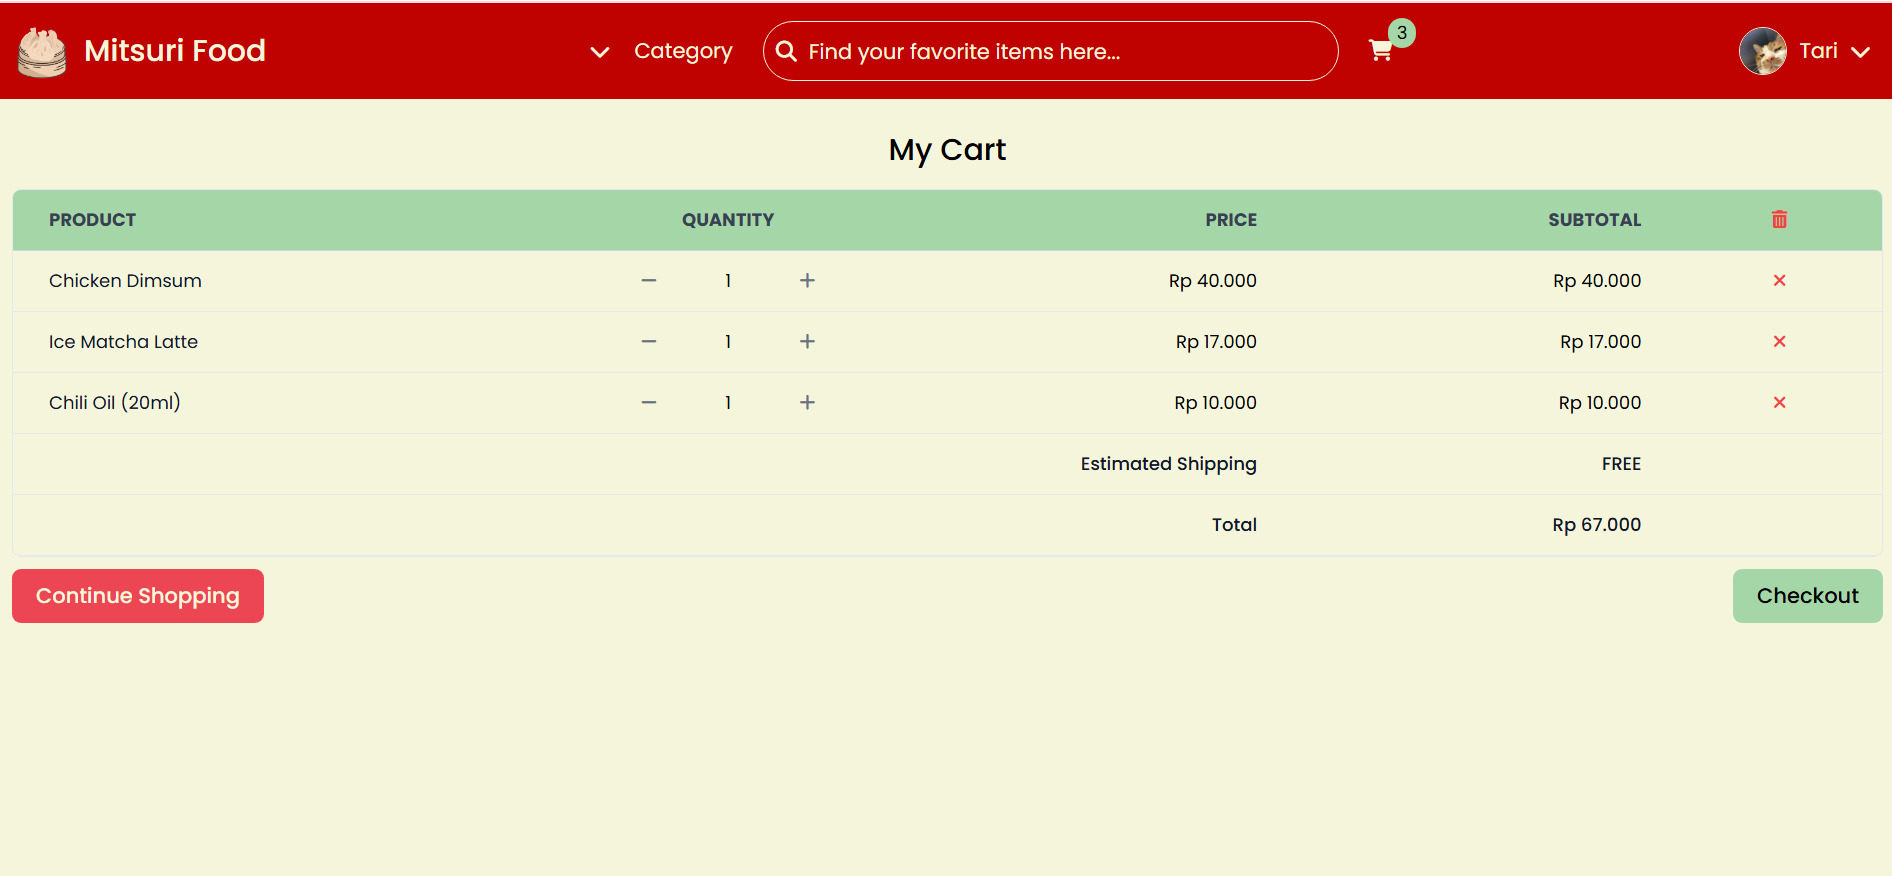 Mitsuri Food
Category
Find your favorite items here...
3
Tari
My Cart
PRODUCT QUANTITY PRICE SUBTOTAL
Chicken Dimsum 1 Rp 40.000 Rp 40.000
Ice Matcha Latte 1 Rp 17.000 Rp 17.000
Chili Oil (20ml) 1 Rp 10.000 Rp 10.000
Estimated Shipping FREE
Total Rp 67.000
Continue Shopping
Checkout